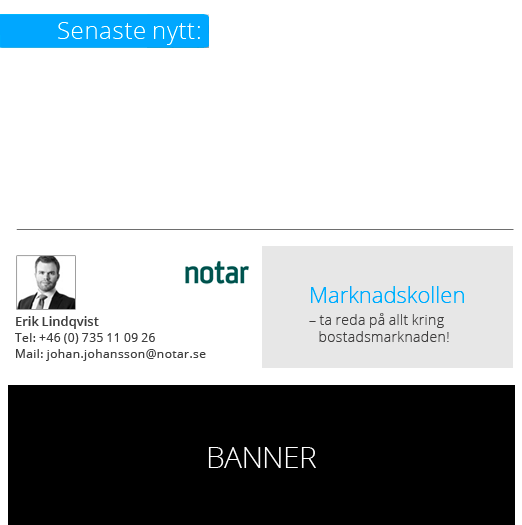 Senaste nytt:
notar
Erik Lindqvist
Tel: +46 (0) 735 11 09 26
Mail: johan.johansson@notar.se
Marknadskollen
– ta reda på allt kring
bostadsmarknaden!
BANNER